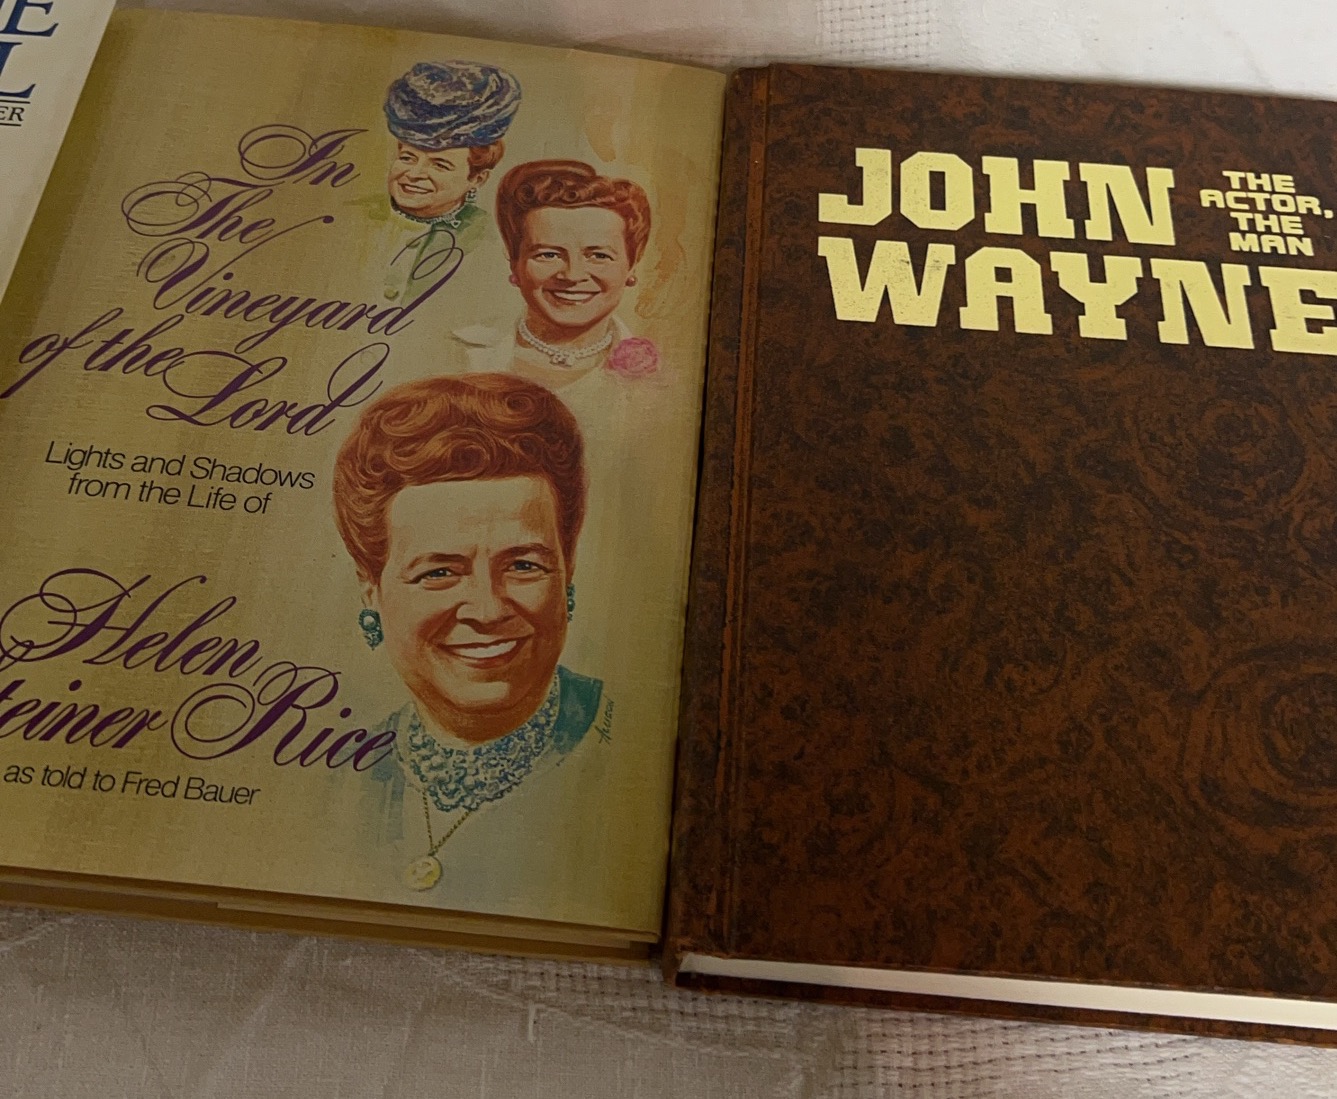 E
L
ER
In
The
Vineyard
of the
Lord
Lights and Shadows
from the Life of
Helen
teiner Rice
as told to Fred Bauer
JOHN
WAYNE
THE
ACTOR,
THE
MAN